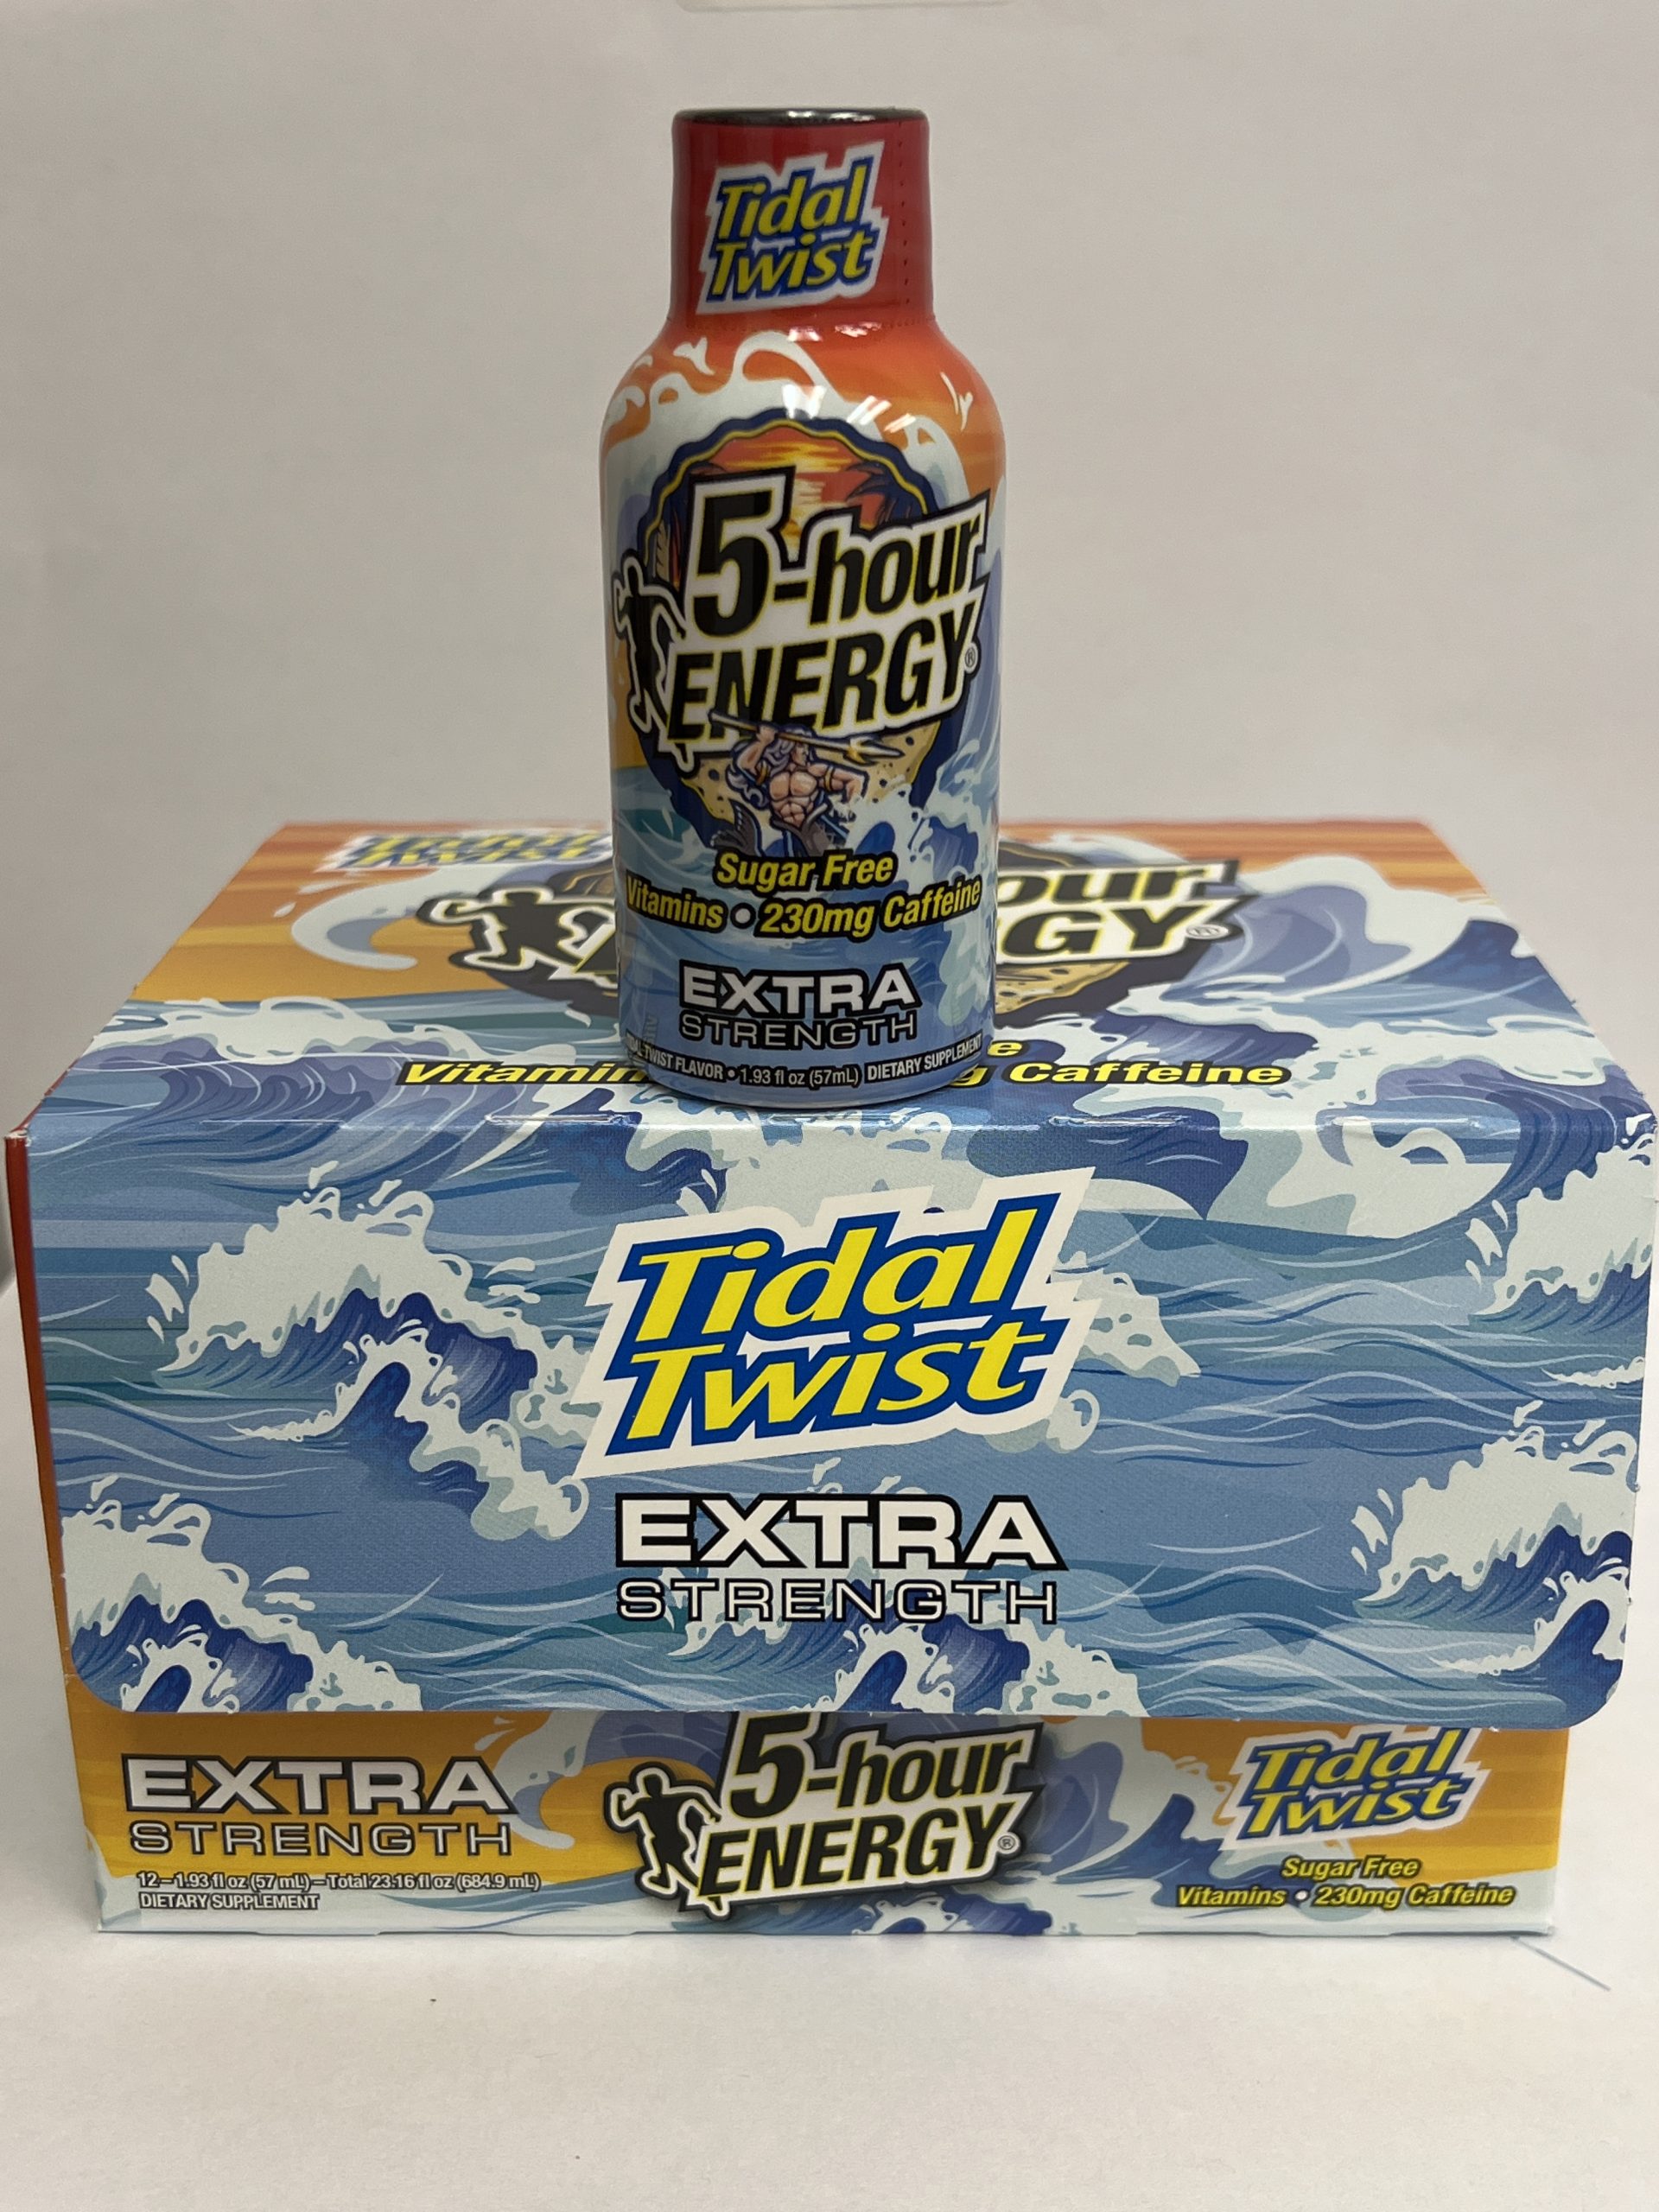 Tidal
Twist
5-hour
ENERGY®
Sugar Free
Vitamins • 230mg Caffeine
EXTRA
STRENGTH
TWIST FLAVOR • 1.93 fl oz (57mL) DIETARY SUPPLEMENT
Tidal
Twist
Caffeine
Tidal
Twist
EXTRA
STRENGTH
EXTRA
STRENGTH
12–1.93 fl oz (57 mL)–Total 23.16 fl oz (684.9 mL)
DIETARY SUPPLEMENT
5-hour
ENERGY®
Tidal
Twist
Sugar Free
Vitamins • 230mg Caffeine